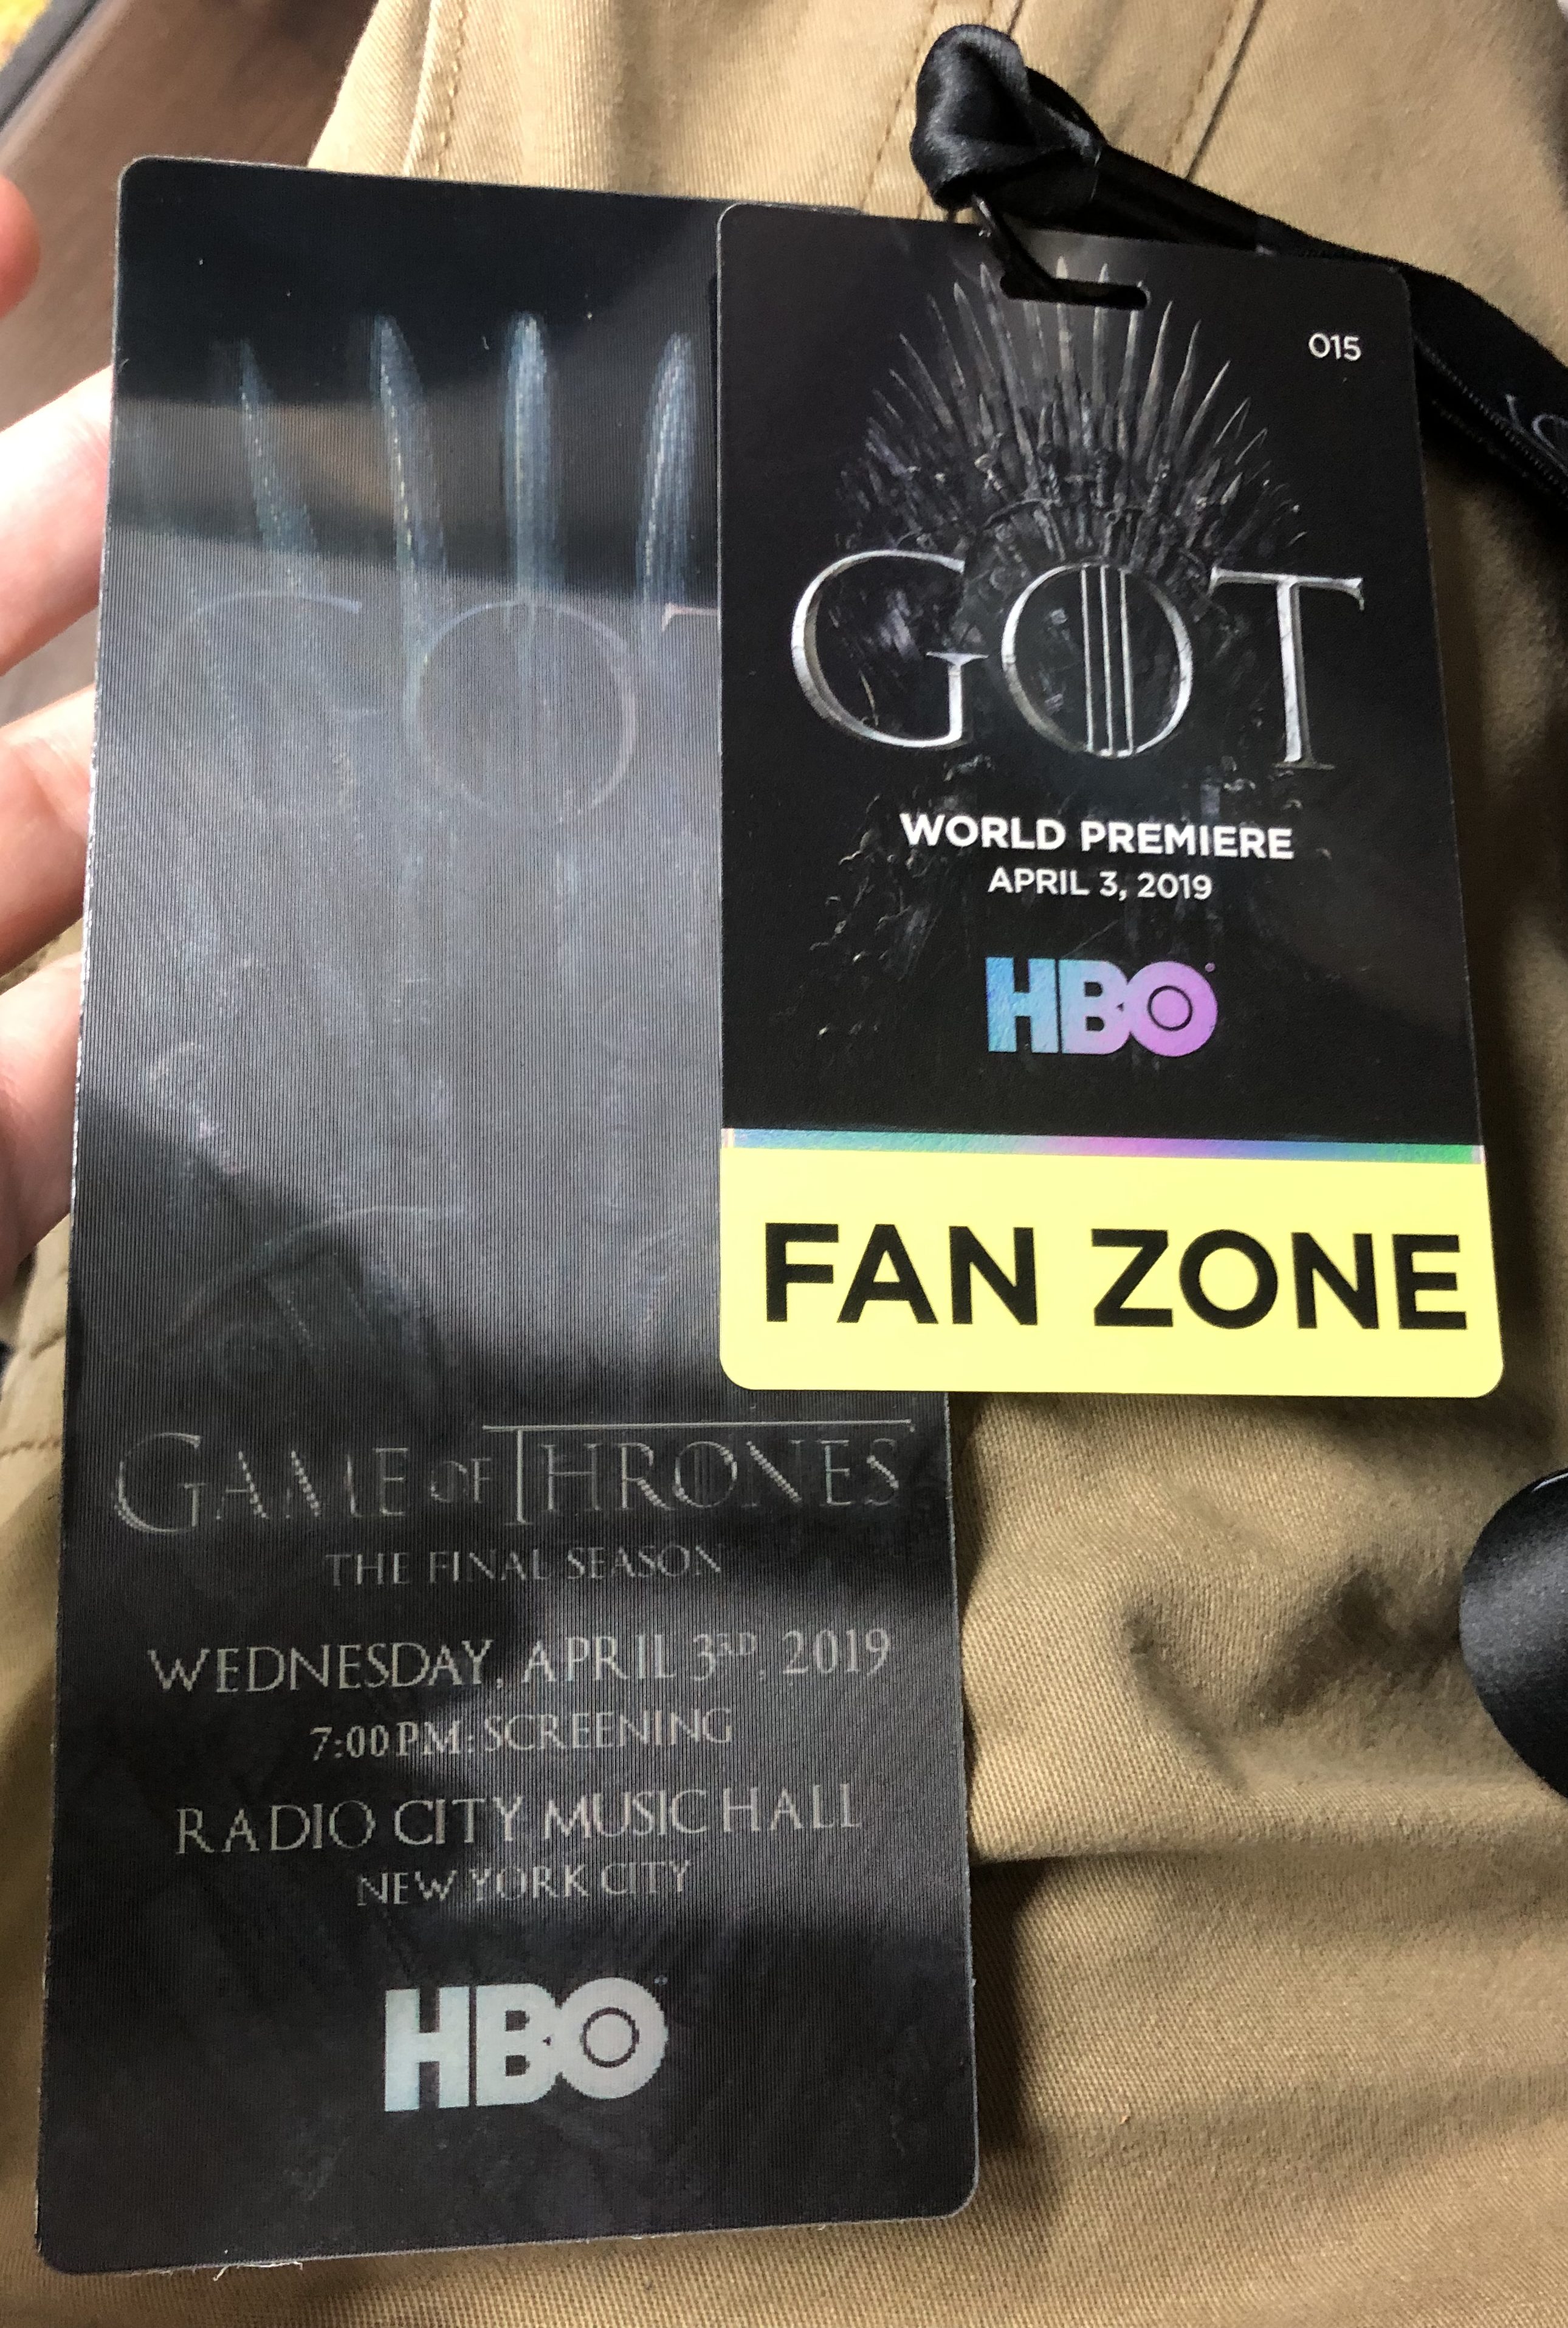 GOT
GAME OF THRONES
THE FINAL SEASON
WEDNESDAY, APRIL 3RD, 2019
7:00 PM: SCREENING
RADIO CITY MUSIC HALL
NEW YORK CITY
HBO
015
GOT
WORLD PREMIERE
APRIL 3, 2019
HBO
FAN ZONE